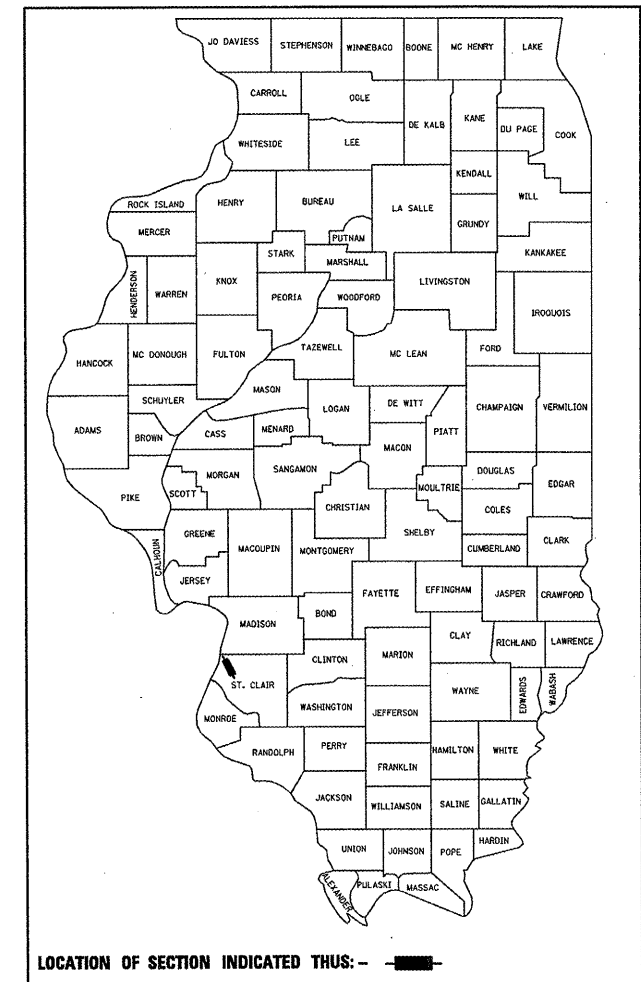 JO DAVIESS STEPHENSON WINNEBAGO BOONE MC HENRY LAKE
CARROLL OGLE DE KALB KANE DU PAGE COOK
WHITESIDE LEE
KENDALL WILL
ROCK ISLAND HENRY BUREAU LA SALLE GRUNDY
MERCER PUTNAM
STARK MARSHALL KANKAKEE
HENDERSON WARREN KNOX PEORIA WOODFORD LIVINGSTON
IROQUOIS
HANCOCK MC DONOUGH FULTON TAZEWELL MC LEAN FORD
MASON
SCHUYLER LOGAN DE WITT CHAMPAIGN VERMILION
ADAMS BROWN CASS MENARD MACON PIATT
PIKE SCOTT MORGAN SANGAMON MOULTRIE DOUGLAS EDGAR
CHRISTIAN COLES
CALHOUN GREENE MACOUPIN MONTGOMERY SHELBY CUMBERLAND CLARK
JERSEY FAYETTE EFFINGHAM JASPER CRAWFORD
MADISON BOND
CLAY RICHLAND LAWRENCE
CLINTON MARION
ST. CLAIR WAYNE EDWARDS WABASH
MONROE WASHINGTON JEFFERSON
RANDOLPH PERRY HAMILTON WHITE
FRANKLIN
JACKSON WILLIAMSON SALINE GALLATIN
UNION JOHNSON POPE HARDIN
ALEXANDER PULASKI MASSAC
LOCATION OF SECTION INDICATED THUS: -